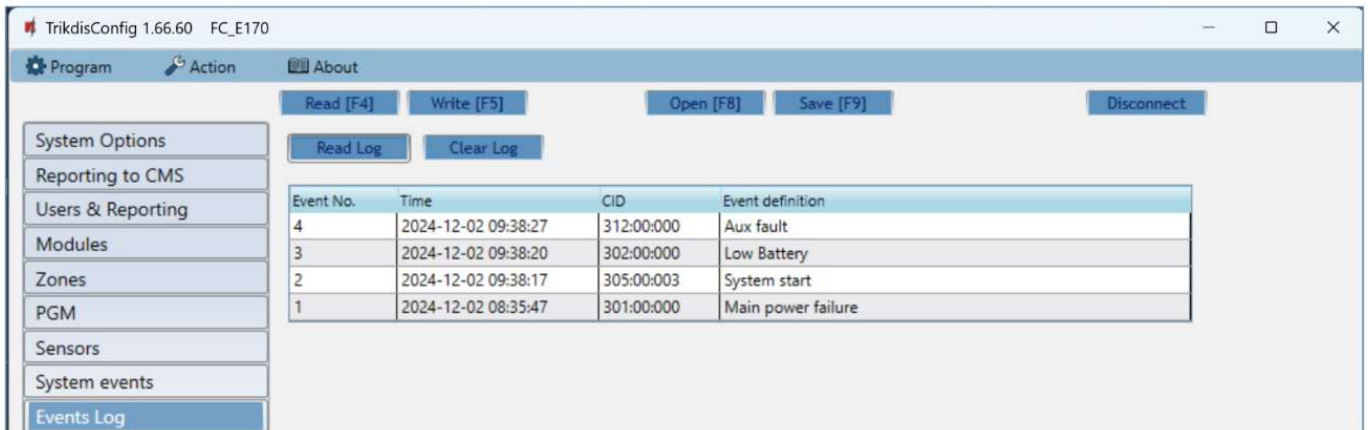 TrikdisConfig 1.66.60 FC_E170
Program Action About
Read [F4] Write [F5] Open [F8] Save [F9] Disconnect
Read Log Clear Log
System Options
Reporting to CMS
Users & Reporting
Modules
Zones
PGM
Sensors
System events
Events Log
Event No. Time CID Event definition
4 2024-12-02 09:38:27 312:00:000 Aux fault
3 2024-12-02 09:38:20 302:00:000 Low Battery
2 2024-12-02 09:38:17 305:00:003 System start
1 2024-12-02 08:35:47 301:00:000 Main power failure